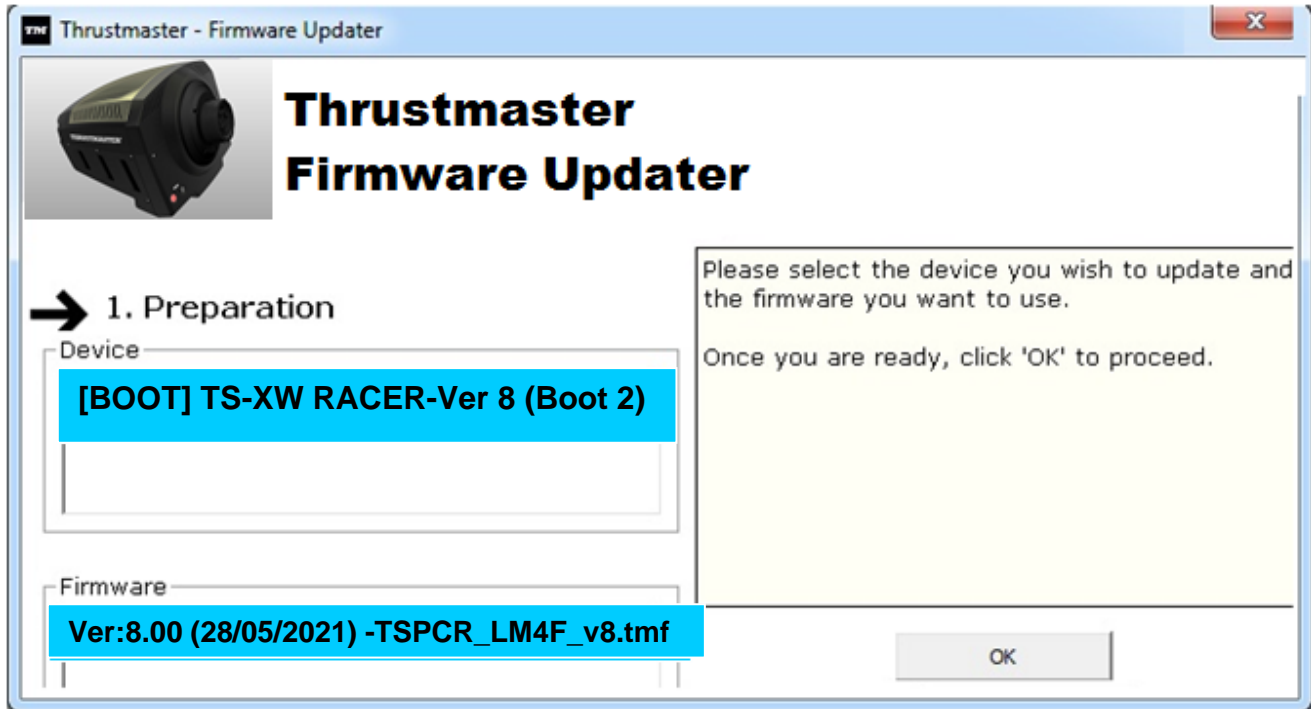 TM Thrustmaster - Firmware Updater
Thrustmaster
Firmware Updater
1. Preparation
Device
[BOOT] TS-XW RACER-Ver 8 (Boot 2)
Firmware
Ver:8.00 (28/05/2021) -TSPCR_LM4F_v8.tmf
Please select the device you wish to update and
the firmware you want to use.
Once you are ready, click 'OK' to proceed.
OK